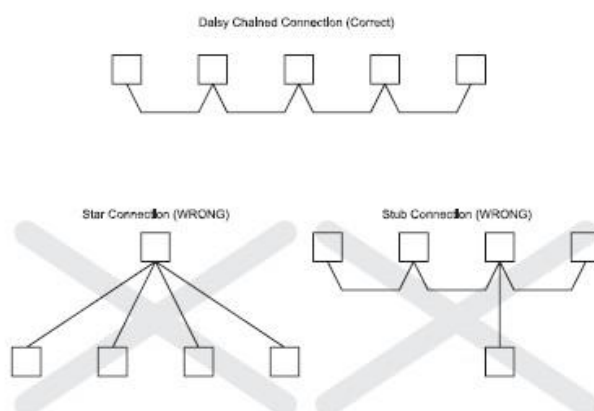 Daisy Chained Connection (Correct)
Star Connection (WRONG)
Stub Connection (WRONG)